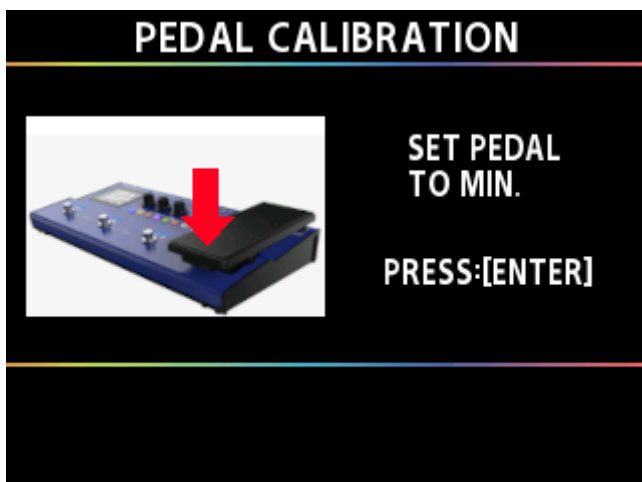 PEDAL CALIBRATION
SET PEDAL
TO MIN.
PRESS:[ENTER]